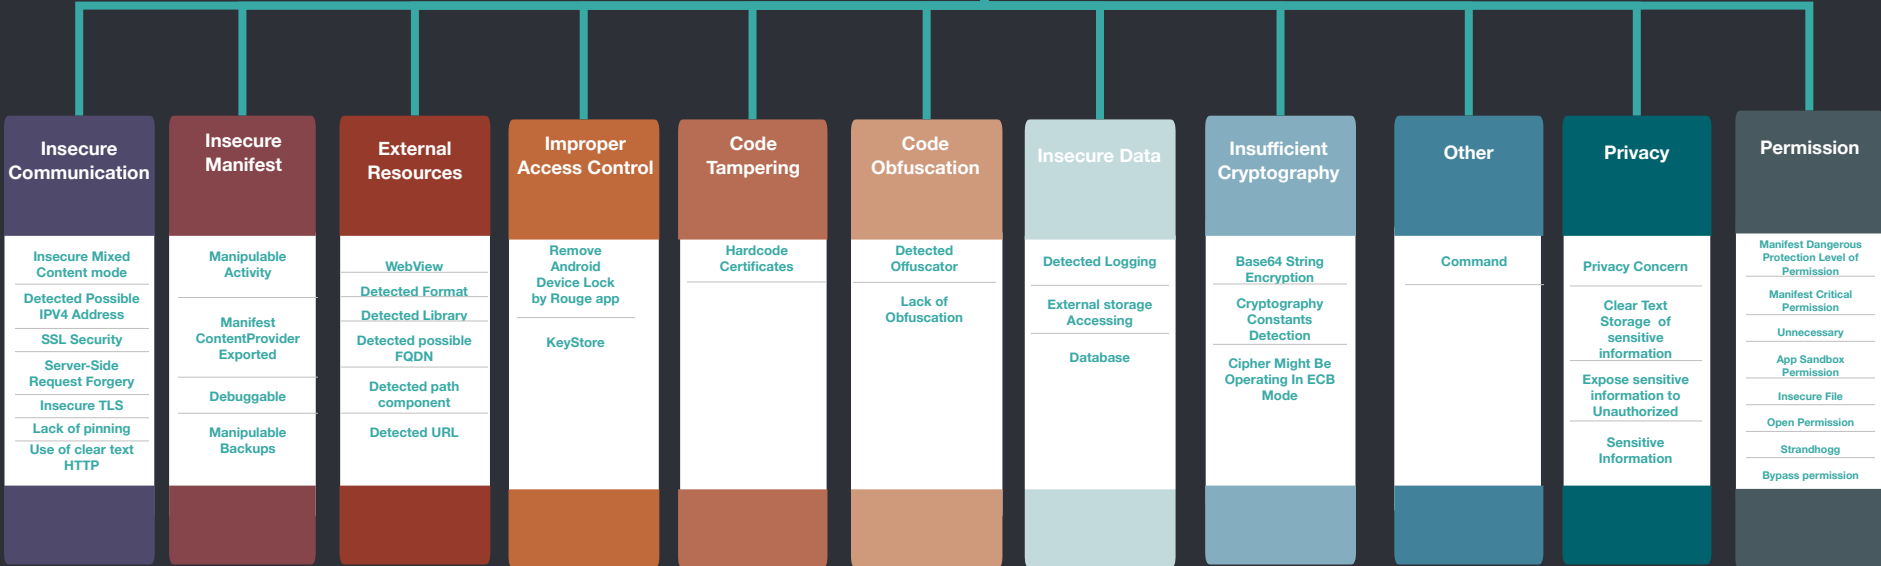 Insecure
Communication
Insecure Mixed
Content mode
Detected Possible
IPV4 Address
SSL Security
Server-Side
Request Forgery
Insecure TLS
Lack of pinning
Use of clear text
HTTP
Insecure
Manifest
Manipulable
Activity
Manifest
ContentProvider
Exported
Debuggable
Manipulable
Backups
External
Resources
WebView
Detected Format
Detected Library
Detected possible
FQDN
Detected path
component
Detected URL
Improper
Access Control
Remove
Android
Device Lock
by Rouge app
KeyStore
Code
Tampering
Hardcode
Certificates
Code
Obfuscation
Detected
Offuscator
Lack of
Obfuscation
Insecure Data
Detected Logging
External storage
Accessing
Database
Insufficient
Cryptography
Base64 String
Encryption
Cryptography
Constants
Detection
Cipher Might Be
Operating In ECB
Mode
Other
Command
Privacy
Privacy Concern
Clear Text
Storage of
sensitive
information
Expose sensitive
information to
Unauthorized
Sensitive
Information
Permission
Manifest Dangerous
Protection Level of
Permission
Manifest Critical
Permission
Unnecessary
App Sandbox
Permission
Insecure File
Open Permission
Strandhogg
Bypass permission